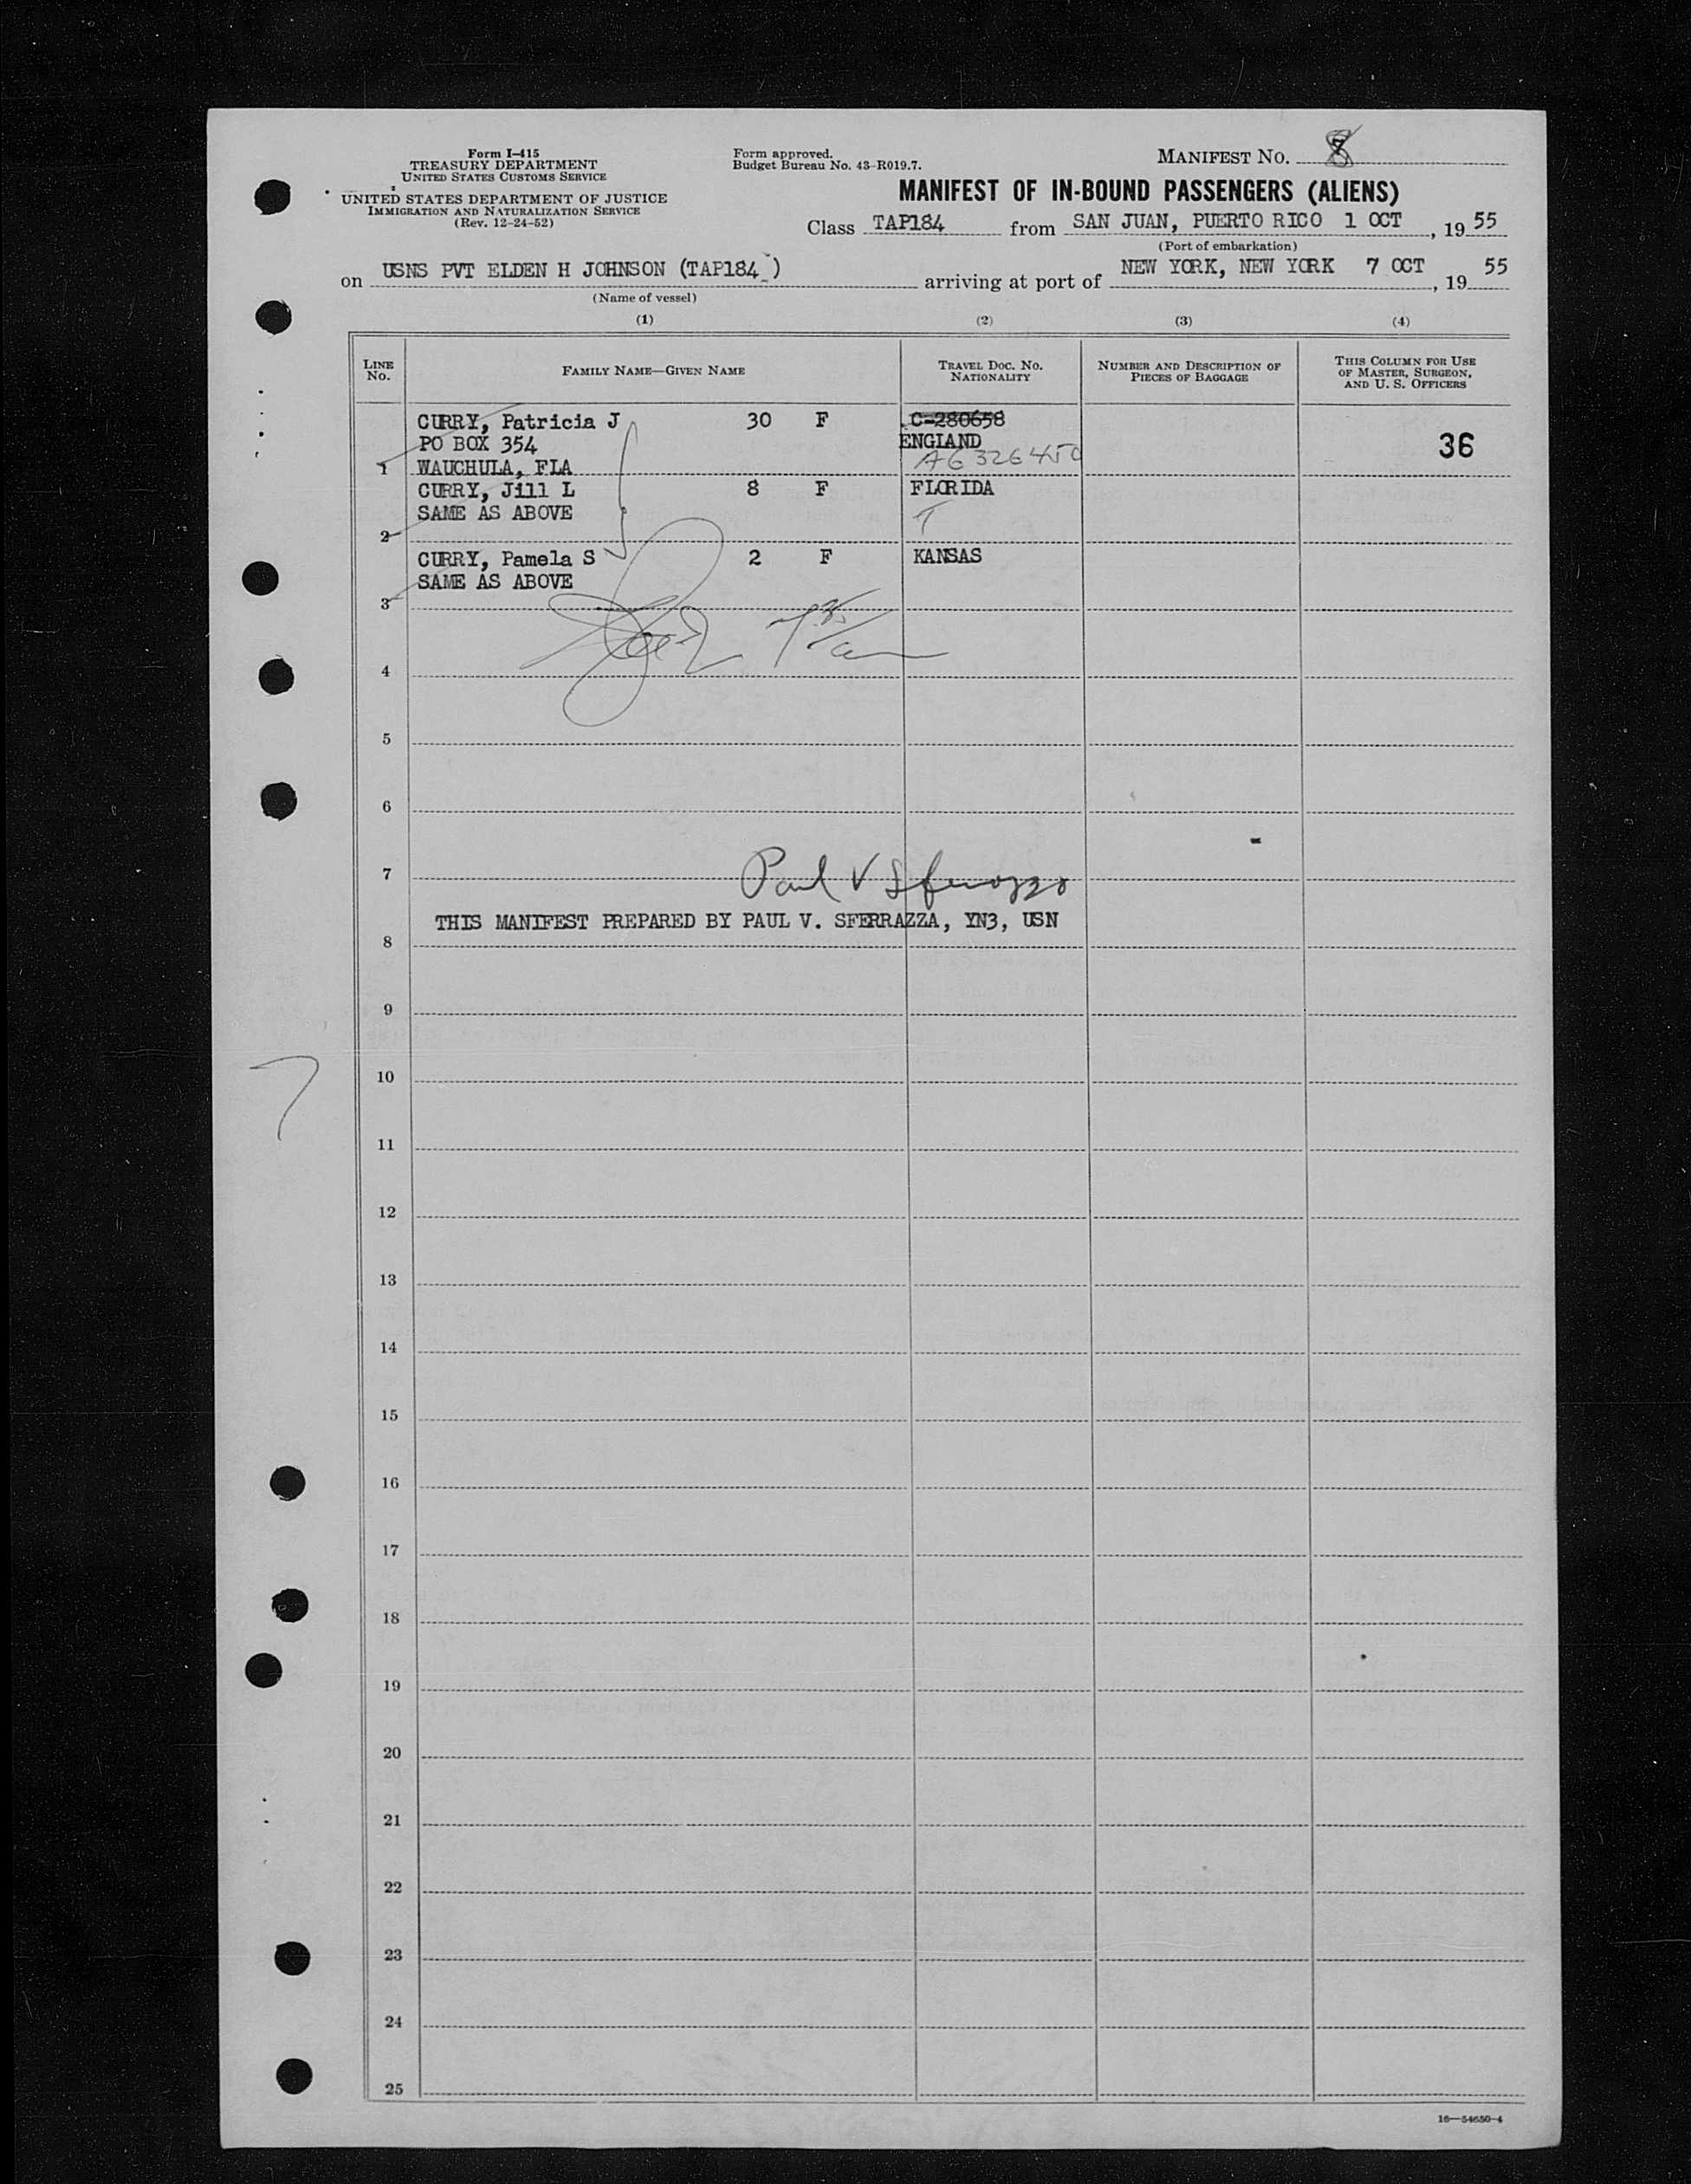 Form I-415
TREASURY DEPARTMENT
UNITED STATES CUSTOMS SERVICE
UNITED STATES DEPARTMENT OF JUSTICE
IMMIGRATION AND NATURALIZATION SERVICE
(Rev. 12-24-52)
Form approved.
Budget Bureau No. 43-R019.7.
MANIFEST NO.
MANIFEST OF IN-BOUND PASSENGERS (ALIENS)
Class TAP184 from SAN JUAN, PUERTO RICO 1 OCT, 19 55
(Port of embarkation)
on USNS PVT ELDEN H JOHNSON (TAP184 ) arriving at port of NEW YORK, NEW YORK 7 OCT, 19 55
(Name of vessel)
(1) (2) (3) (4)
LINE NO. FAMILY NAME—GIVEN NAME TRAVEL DOC. NO. NATIONALITY NUMBER AND DESCRIPTION OF PIECES OF BAGGAGE THIS COLUMN FOR USE OF MASTER, SURGEON, AND U. S. OFFICERS
CURRY, Patricia J 30 F C-280658
PO BOX 354 ENGLAND 36
1 WAUCHULA, FLA A6326450
CURRY, Jill L 8 F FLORIDA
SAME AS ABOVE T
2
CURRY, Pamela S 2 F KANSAS
SAME AS ABOVE
3
4
5
6
7 Paul V Sferrazza
THIS MANIFEST PREPARED BY PAUL V. SFERRAZZA, YN3, USN
8
9
7
10
11
12
13
14
15
16
17
18
19
20
21
22
23
24
25
16—54650-4